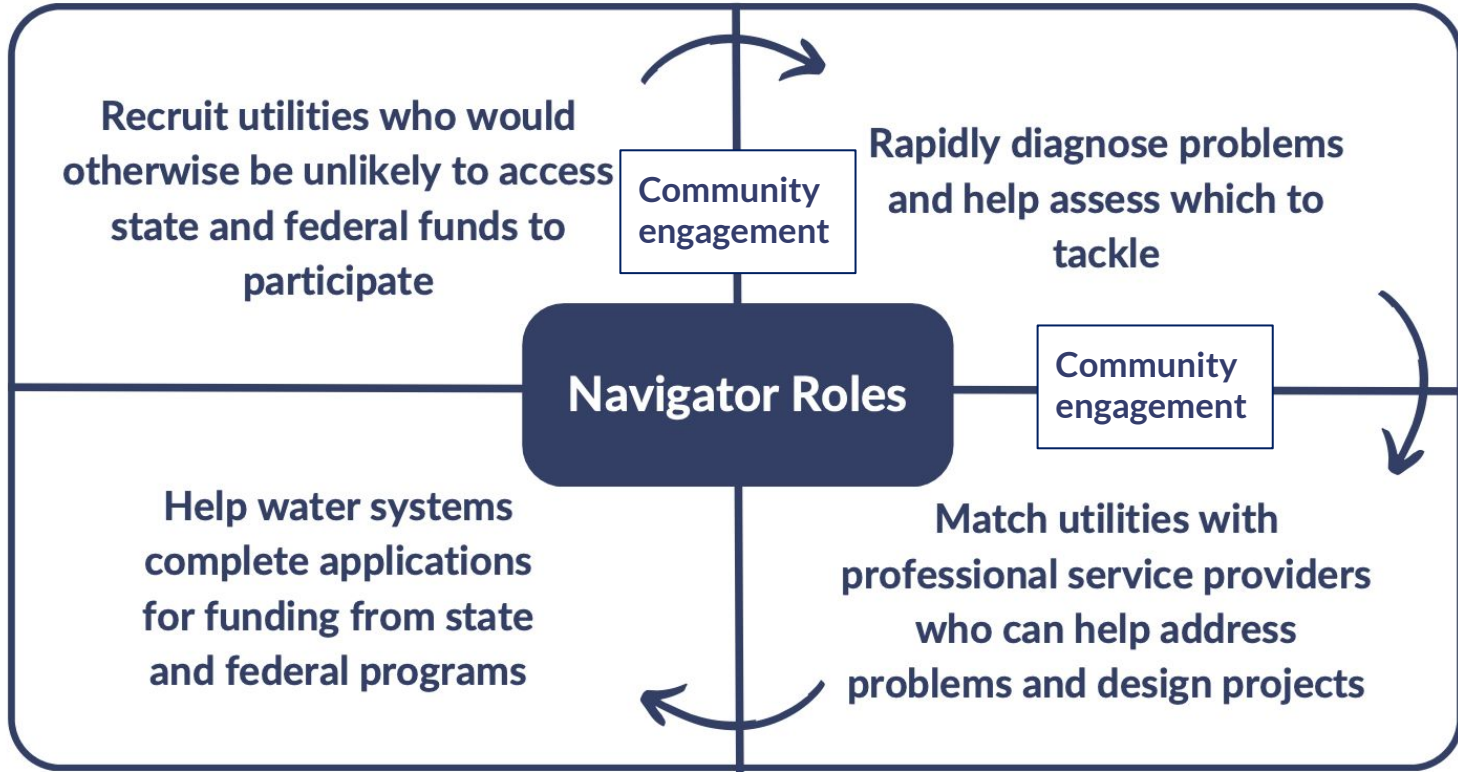 Recruit utilities who would
otherwise be unlikely to access
state and federal funds to
participate
Community
engagement
Rapidly diagnose problems
and help assess which to
tackle
Navigator Roles
Community
engagement
Help water systems
complete applications
for funding from state
and federal programs
Match utilities with
professional service providers
who can help address
problems and design projects